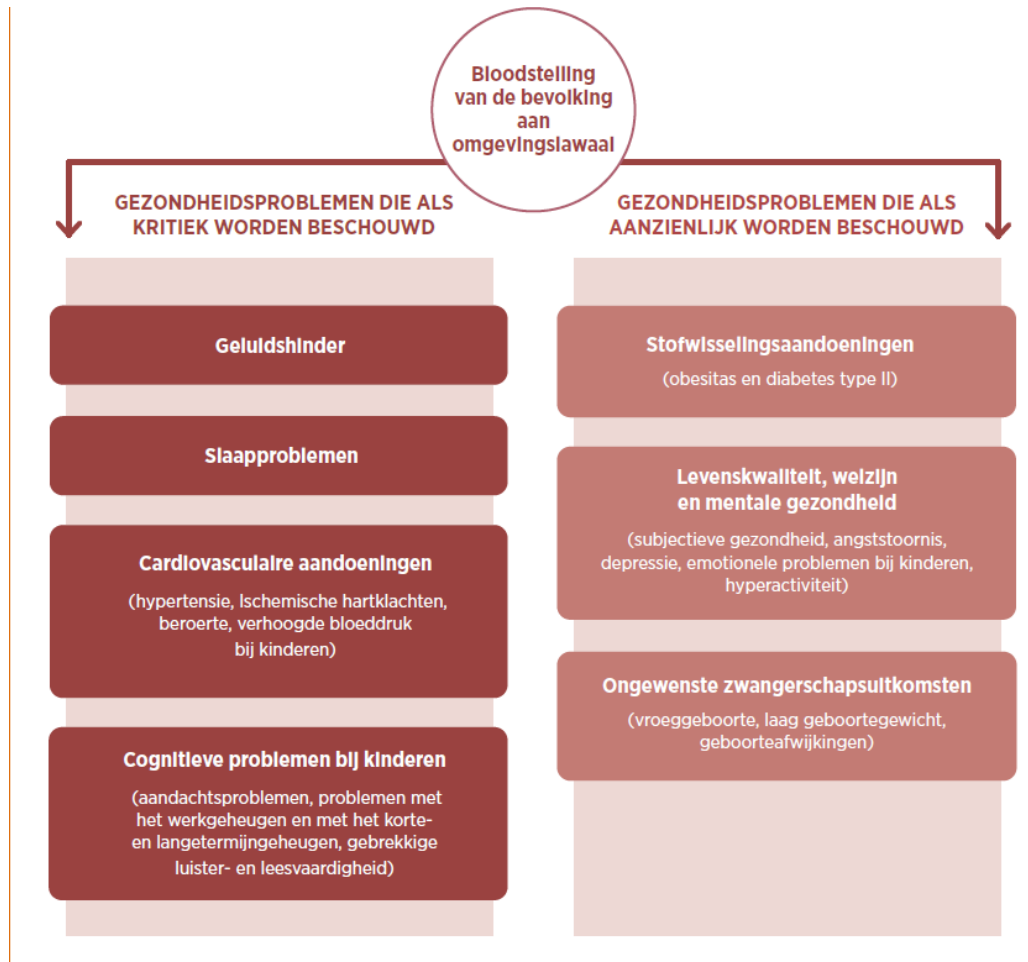 Blootstelling
van de bevolking
aan
omgevingslawaai
GEZONDHEIDSPROBLEMEN DIE ALS
KRITIEK WORDEN BESCHOUWD
Geluidshinder
Slaapproblemen
Cardiovasculaire aandoeningen
(hypertensie, Ischemische hartklachten,
beroerte, verhoogde bloeddruk
bij kinderen)
Cognitieve problemen bij kinderen
(aandachtsproblemen, problemen met
het werkgeheugen en met het korte-
en langetermijngeheugen, gebrekkige
luister- en leesvaardigheid)
GEZONDHEIDSPROBLEMEN DIE ALS
AANZIENLIJK WORDEN BESCHOUWD
Stofwisselingsaandoeningen
(obesitas en diabetes type II)
Levenskwaliteit, welzijn
en mentale gezondheid
(subjectieve gezondheid, angststoornis,
depressie, emotionele problemen bij kinderen,
hyperactiviteit)
Ongewenste zwangerschapsuitkomsten
(vroeggeboorte, laag geboortegewicht,
geboorteafwijkingen)